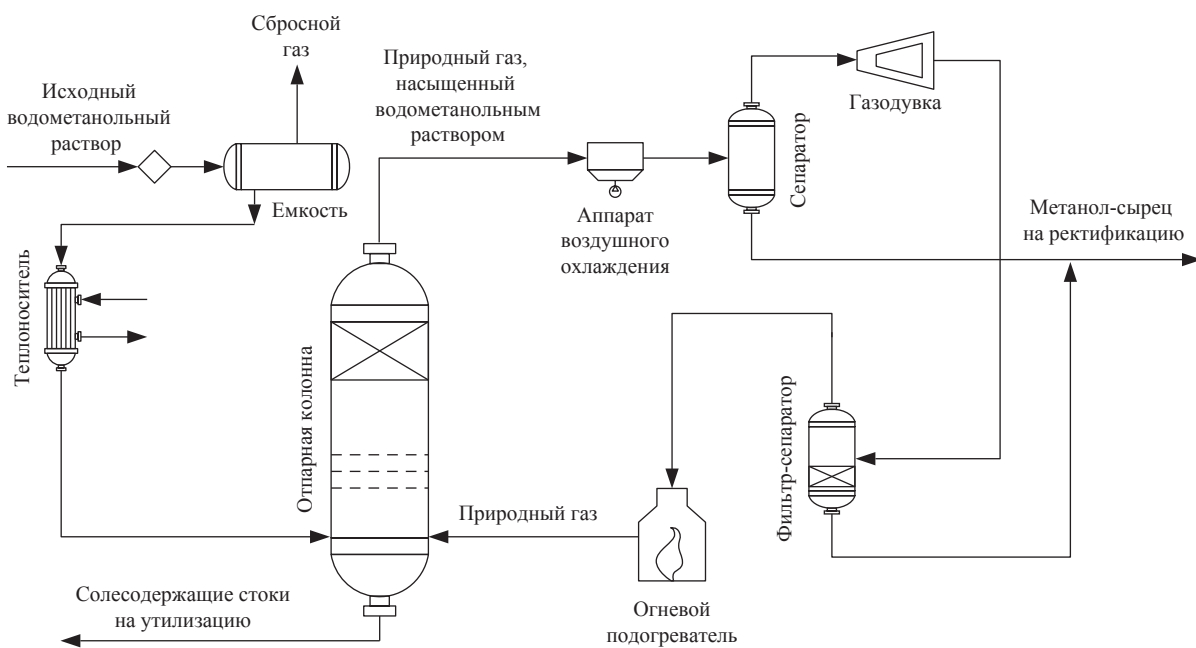 Сбросной
газ
Исходный
водометанольный
раствор
Емкость
Природный газ,
насыщенный
водометанольным
раствором
Аппарат
воздушного
охлаждения
Сепаратор
Газодувка
Метанол-сырец
на ректификацию
Теплоноситель
Отпарная колонна
Природный газ
Огневой
подогреватель
Фильтр-сепаратор
Солесодержащие стоки
на утилизацию